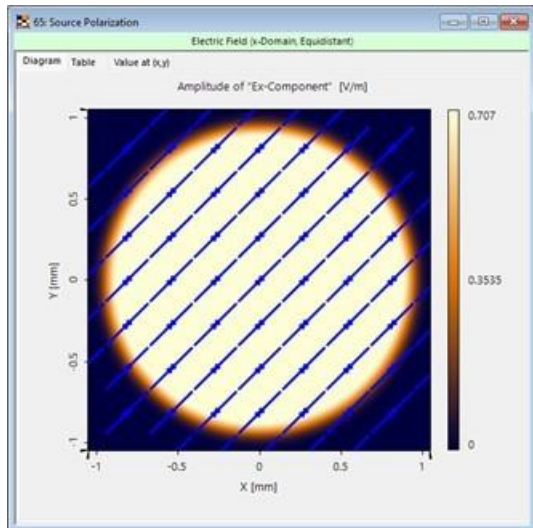 65: Source Polarization
Electric Field (x-Domain, Equidistant)
Diagram Table Value at (x,y)
Amplitude of "Ex-Component" [V/m]
1
0.5
0
-0.5
-1
Y [mm]
-1 -0.5 0 0.5 1
X [mm]
0.707
0.3535
0